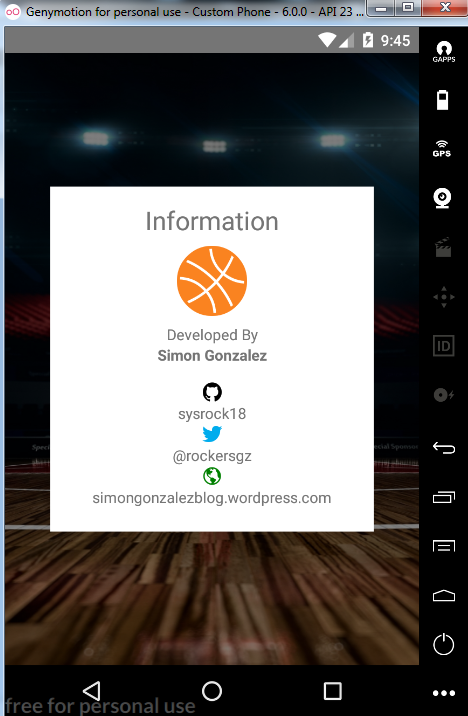 Genymotion for personal use - Custom Phone - 6.0.0 - API 23 ...
9:45
GAPPS
GPS
ID
Information
Developed By
Simon Gonzalez
sysrock18
@rockersgz
simongonzalezblog.wordpress.com
free for personal use